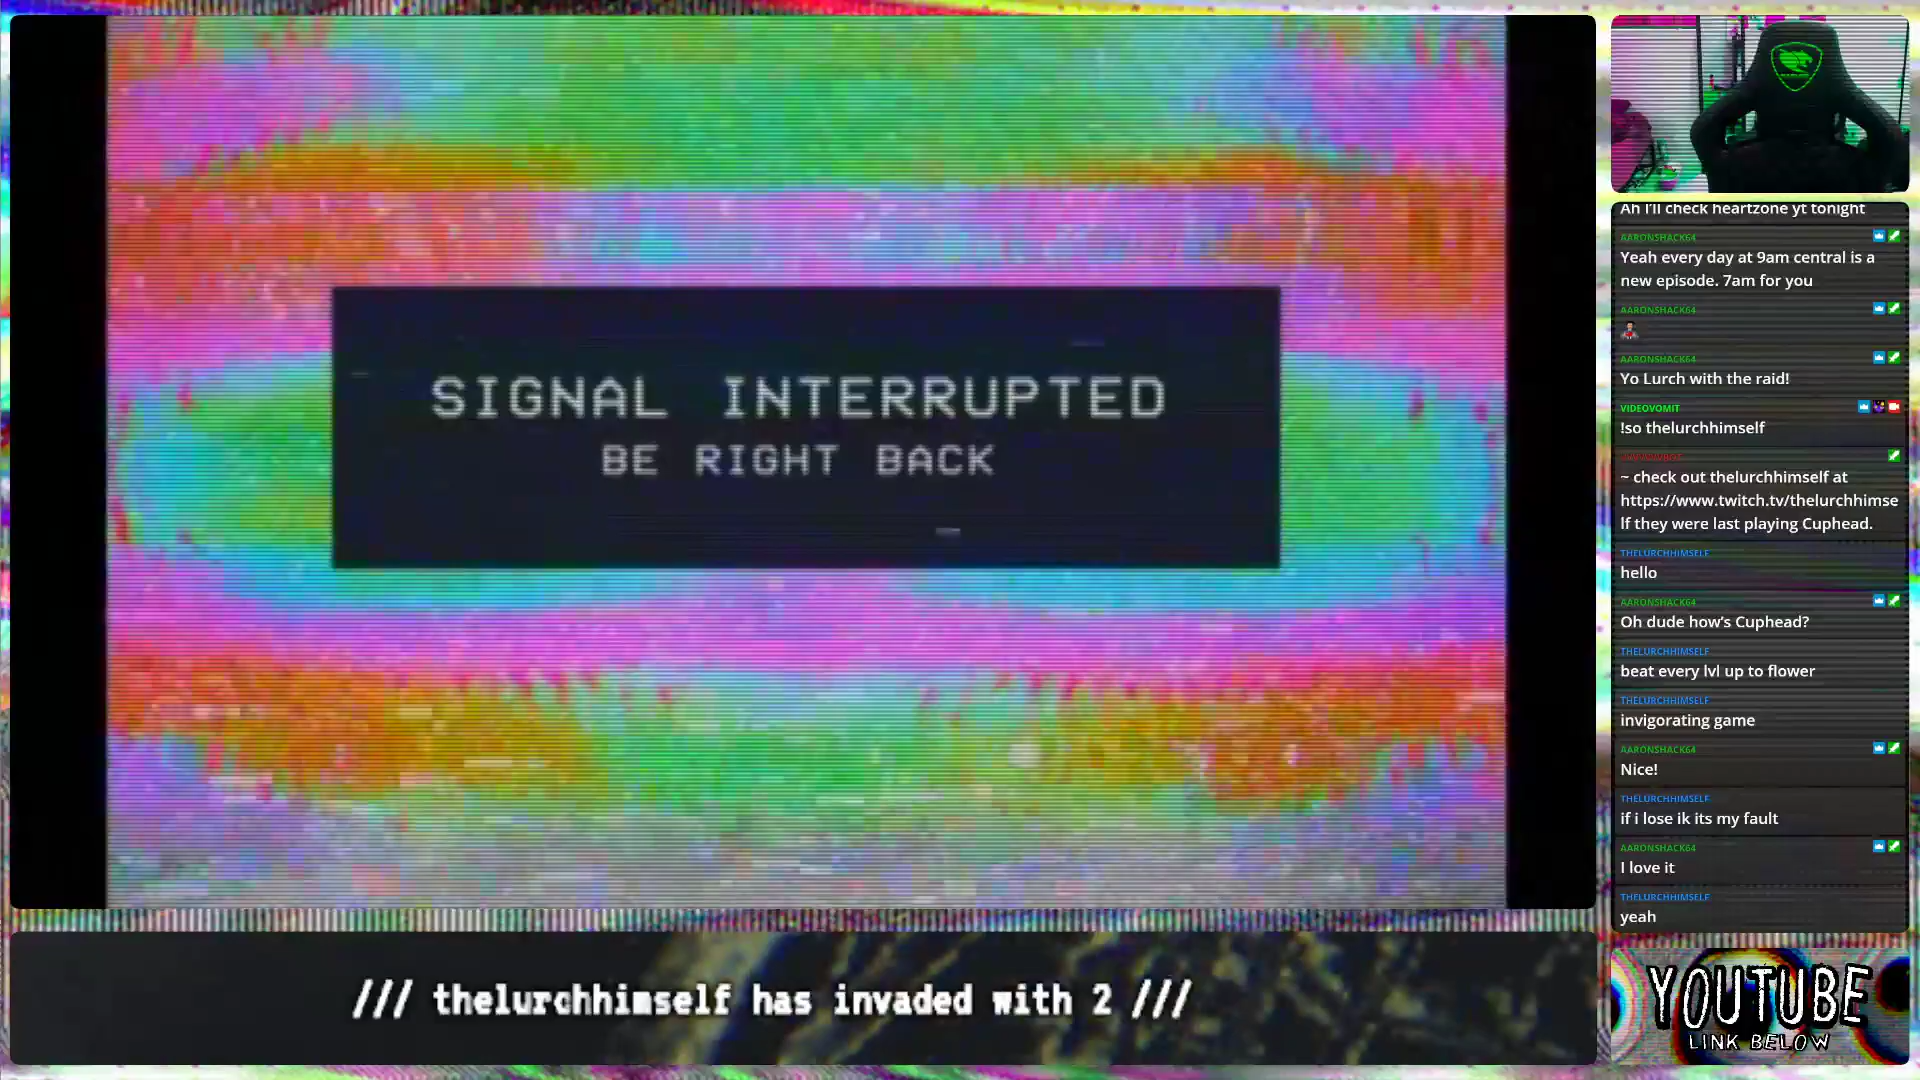 SIGNAL INTERRUPTED
BE RIGHT BACK
/// thelurchhimself has invaded with 2 ///
Ah I'll check heartzone yt tonight
AARONSHACK64
Yeah every day at 9am central is a
new episode. 7am for you
AARONSHACK64
AARONSHACK64
Yo Lurch with the raid!
VIDEOVOMIT
!so thelurchhimself
~ check out thelurchhimself at
https://www.twitch.tv/thelurchhimse
lf they were last playing Cuphead.
THELURCHHIMSELF
hello
AARONSHACK64
Oh dude how's Cuphead?
THELURCHHIMSELF
beat every lvl up to flower
THELURCHHIMSELF
invigorating game
AARONSHACK64
Nice!
THELURCHHIMSELF
if i lose ik its my fault
AARONSHACK64
I love it
THELURCHHIMSELF
yeah
YOUTUBE
LINK BELOW